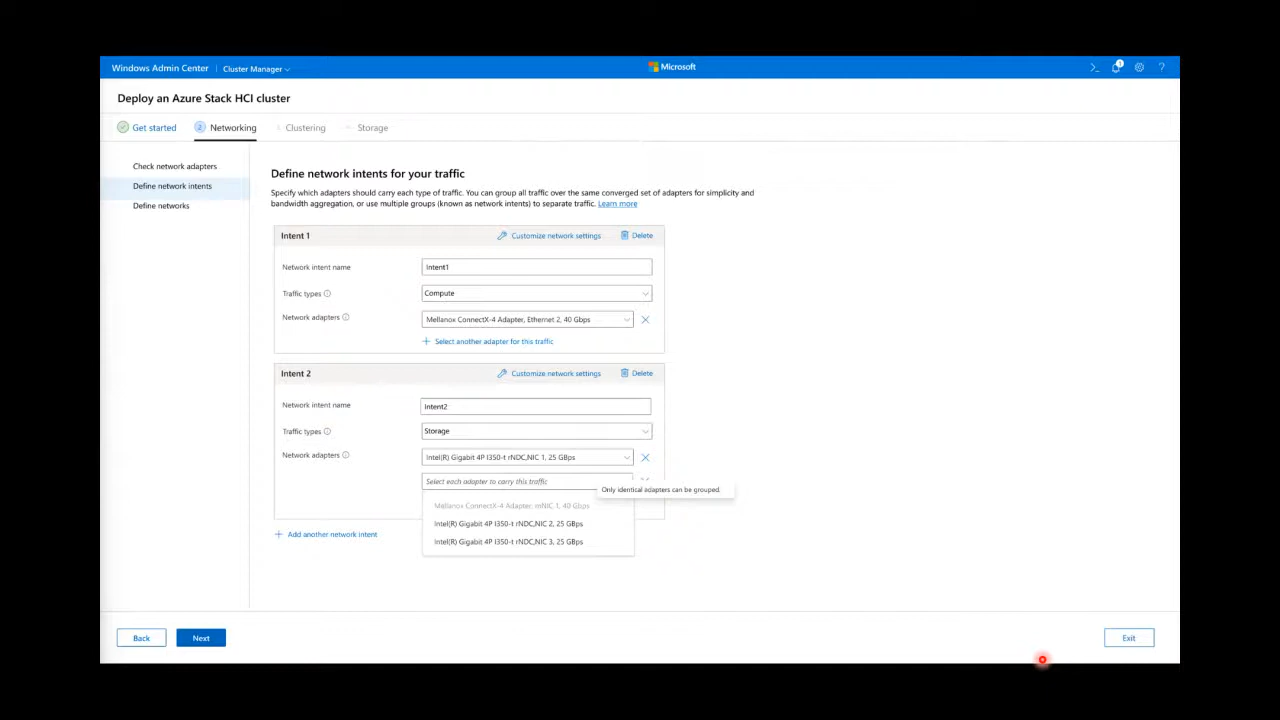 Windows Admin Center | Cluster Manager
Microsoft
1
?
Deploy an Azure Stack HCI cluster
Get started
2 Networking
Clustering
Storage
Check network adapters
Define network intents
Define networks
Define network intents for your traffic
Specify which adapters should carry each type of traffic. You can group all traffic over the same converged set of adapters for simplicity and
bandwidth aggregation, or use multiple groups (known as network intents) to separate traffic. Learn more
Intent 1 Customize network settings Delete
Network intent name Intent1
Traffic types Compute
Network adapters Mellanox ConnectX-4 Adapter, Ethernet 2, 40 Gbps
+ Select another adapter for this traffic
Intent 2 Customize network settings Delete
Network intent name Intent2
Traffic types Storage
Network adapters Intel(R) Gigabit 4P I350-t rNDC,NIC 1, 25 GBps
Select each adapter to carry this traffic
Only identical adapters can be grouped.
Mellanox ConnectX-4 Adapter, mNIC 1, 40 Gbps
Intel(R) Gigabit 4P I350-t rNDC,NIC 2, 25 GBps
Intel(R) Gigabit 4P I350-t rNDC,NIC 3, 25 GBps
+ Add another network intent
Back
Next
Exit